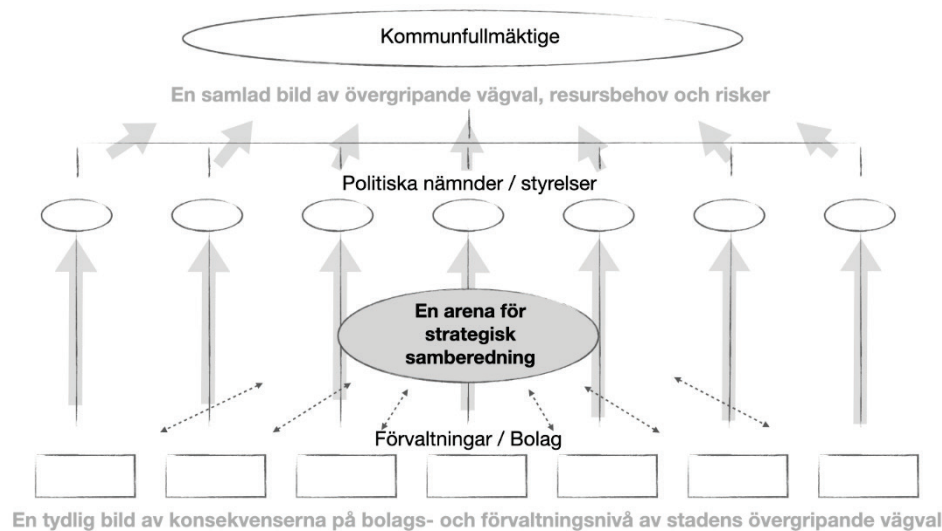 Kommunfullmäktige
En samlad bild av övergripande vägval, resursbehov och risker
Politiska nämnder / styrelser
En arena för
strategisk
samberedning
Förvaltningar / Bolag
En tydlig bild av konsekvenserna på bolags- och förvaltningsnivå av stadens övergripande vägval